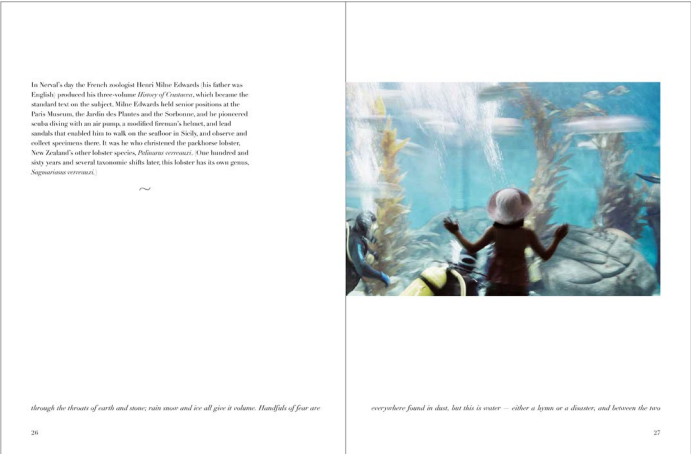 In Nerval's day the French zoologist Henri Milne Edwards (his father was
English) produced his three-volume History of Crustacea, which became the
standard text on the subject. Milne Edwards held senior positions at the
Paris Museum, the Jardin des Plantes and the Sorbonne, and he pioneered
scuba diving with an air pump, a modified fireman's helmet, and lead
sandals that enabled him to walk on the seafloor in Sicily, and observe and
collect specimens there. It was he who christened the packhorse lobster,
New Zealand's other lobster species, Palinurus verreauxi. (One hundred and
sixty years and several taxonomic shifts later, this lobster has its own genus,
Sagmariasus verreauxi.)
~
through the throats of earth and stone; rain snow and ice all give it volume. Handfuls of fear are
26
everywhere found in dust, but this is water — either a hymn or a disaster, and between the two
27